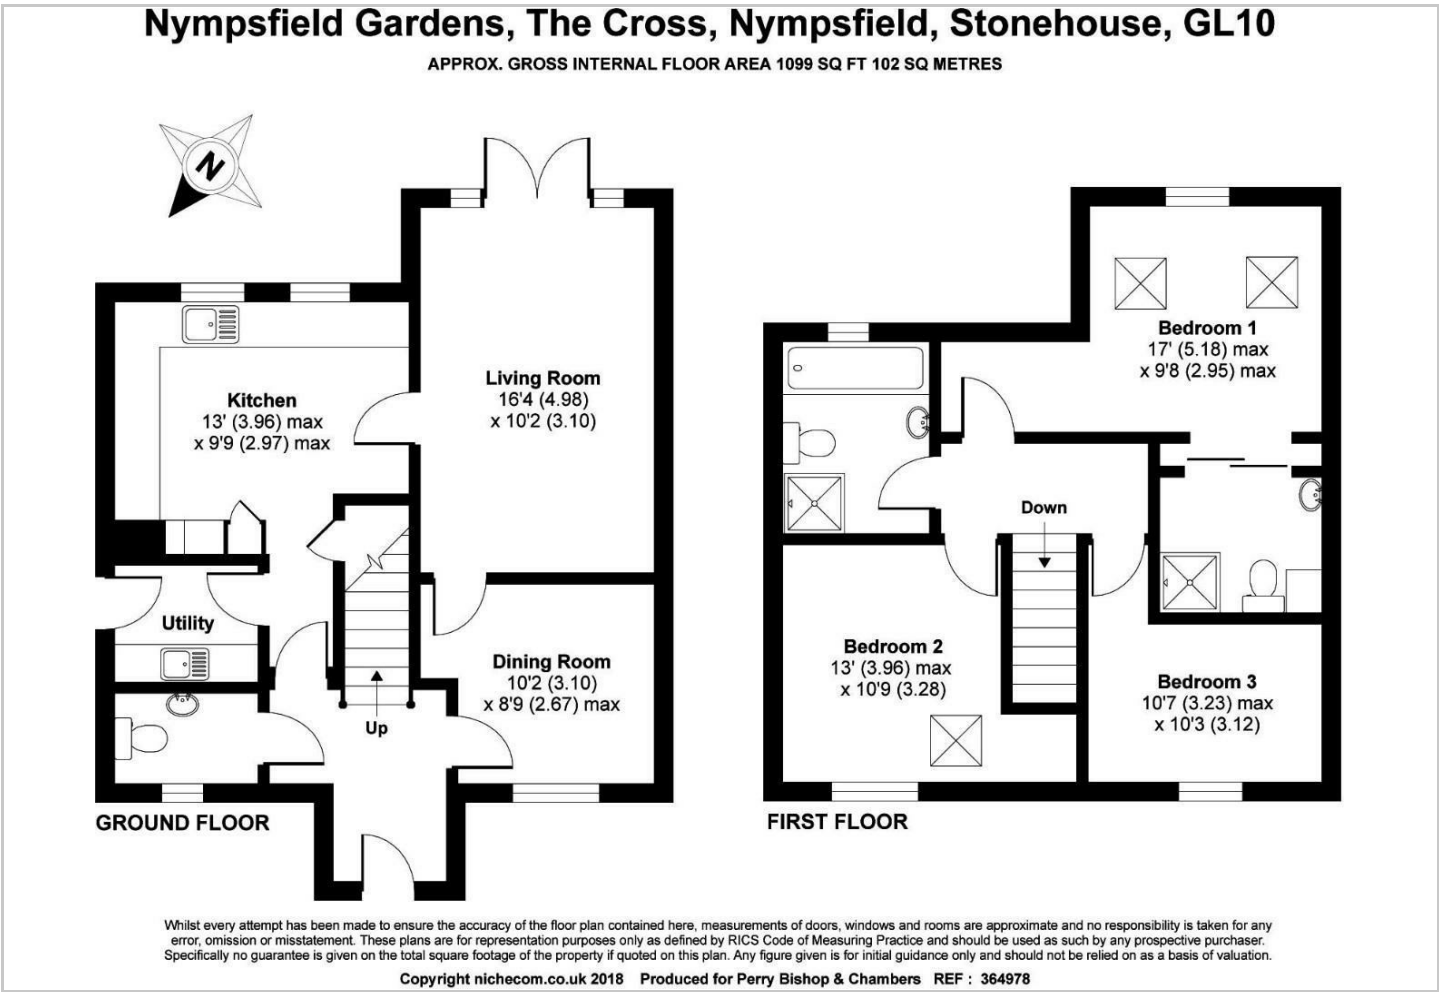 Nympsfield Gardens, The Cross, Nympsfield, Stonehouse, GL10
APPROX. GROSS INTERNAL FLOOR AREA 1099 SQ FT 102 SQ METRES
N
Kitchen
13' (3.96) max
x 9'9 (2.97) max
Living Room
16'4 (4.98)
x 10'2 (3.10)
Utility
Dining Room
10'2 (3.10)
x 8'9 (2.67) max
Up
GROUND FLOOR
Bedroom 1
17' (5.18) max
x 9'8 (2.95) max
Down
Bedroom 2
13' (3.96) max
x 10'9 (3.28)
Bedroom 3
10'7 (3.23) max
x 10'3 (3.12)
FIRST FLOOR
Whilst every attempt has been made to ensure the accuracy of the floor plan contained here, measurements of doors, windows and rooms are approximate and no responsibility is taken for any
error, omission or misstatement. These plans are for representation purposes only as defined by RICS Code of Measuring Practice and should be used as such by any prospective purchaser.
Specifically no guarantee is given on the total square footage of the property if quoted on this plan. Any figure given is for initial guidance only and should not be relied on as a basis of valuation.
Copyright nichecom.co.uk 2018 Produced for Perry Bishop & Chambers REF : 364978